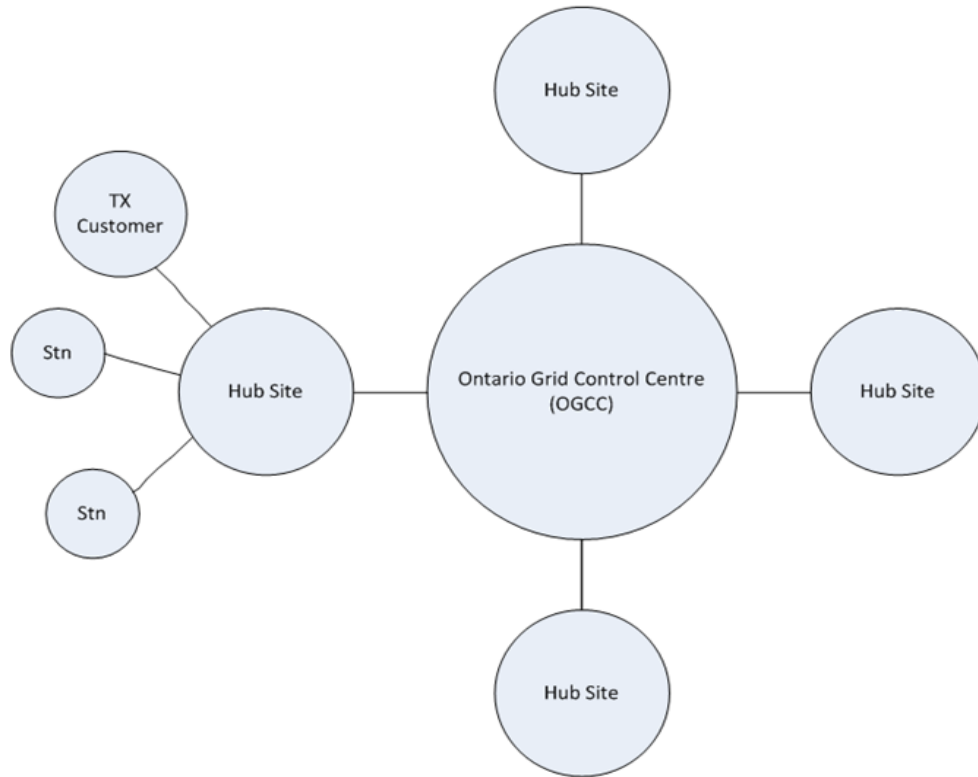 Hub Site
TX
Customer
Stn
Hub Site
Ontario Grid Control Centre
(OGCC)
Hub Site
Stn
Hub Site